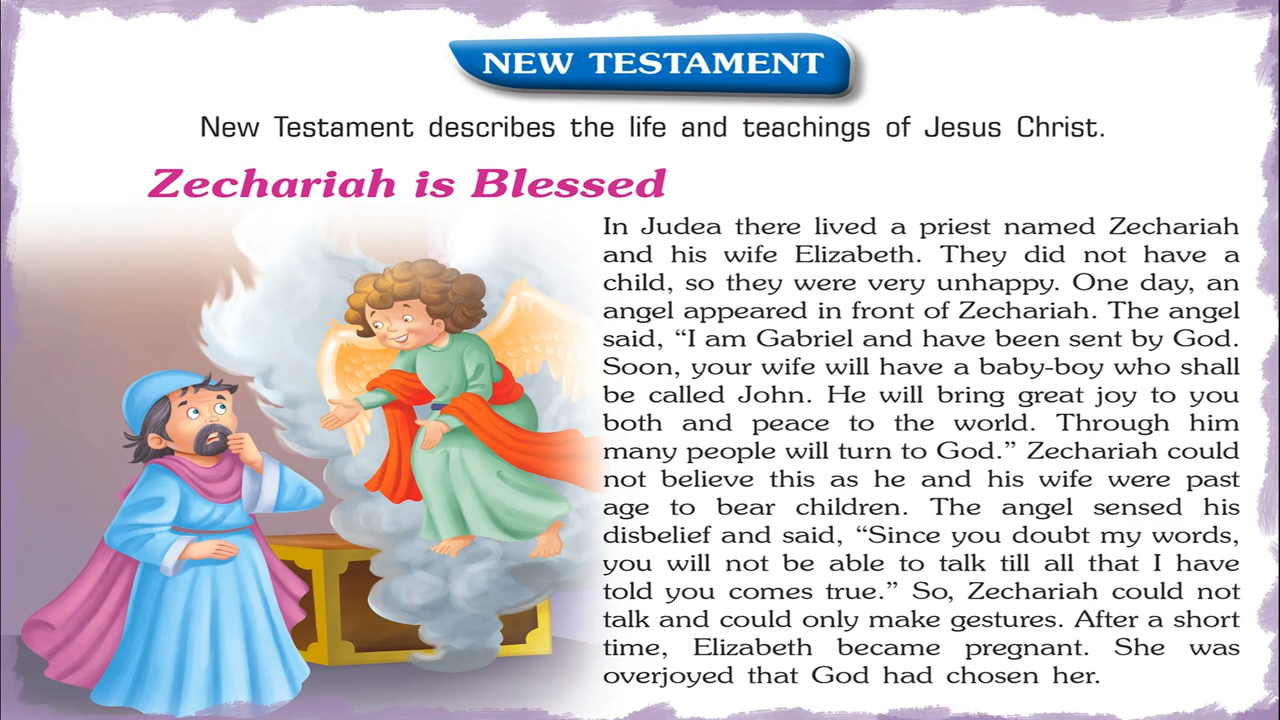 NEW TESTAMENT
New Testament describes the life and teachings of Jesus Christ.
Zechariah is Blessed
In Judea there lived a priest named Zechariah
and his wife Elizabeth. They did not have a
child, so they were very unhappy. One day, an
angel appeared in front of Zechariah. The angel
said, “I am Gabriel and have been sent by God.
Soon, your wife will have a baby-boy who shall
be called John. He will bring great joy to you
both and peace to the world. Through him
many people will turn to God.” Zechariah could
not believe this as he and his wife were past
age to bear children. The angel sensed his
disbelief and said, “Since you doubt my words,
you will not be able to talk till all that I have
told you comes true.” So, Zechariah could not
talk and could only make gestures. After a short
time, Elizabeth became pregnant. She was
overjoyed that God had chosen her.